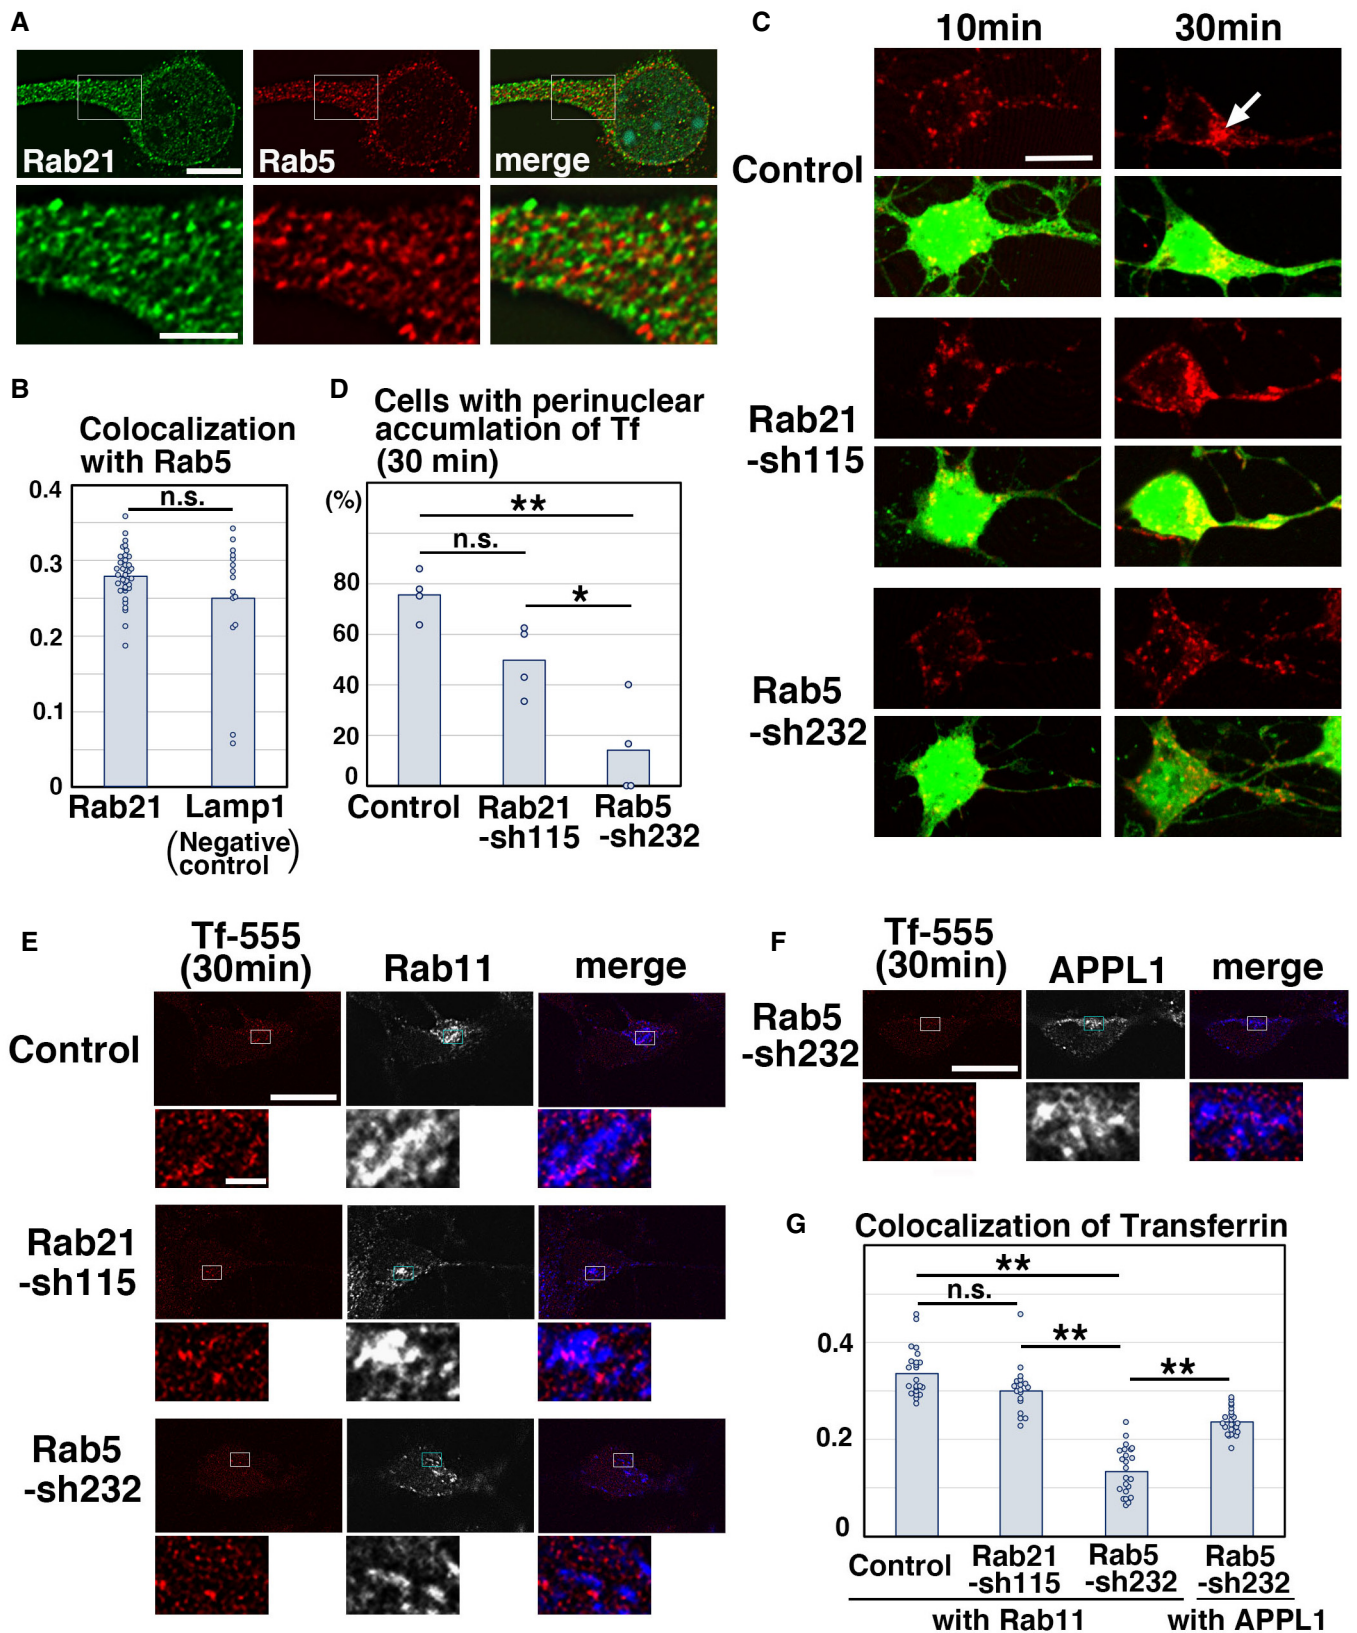 A
Rab21
Rab5
merge
B
Colocalization
with Rab5
n.s.
0.4
0.3
0.2
0.1
0
Rab21
Lamp1
(Negative
control)
D
Cells with perinuclear
accumlation of Tf
(30 min)
(%)
**
n.s.
*
80
60
40
20
0
Control
Rab21
-sh115
Rab5
-sh232
C
10min
30min
Control
Rab21
-sh115
Rab5
-sh232
E
Tf-555
(30min)
Rab11
merge
Control
Rab21
-sh115
Rab5
-sh232
F
Tf-555
(30min)
APPL1
merge
Rab5
-sh232
G
Colocalization of Transferrin
**
n.s.
**
**
0.4
0.2
0
Control
Rab21
-sh115
Rab5
-sh232
Rab5
-sh232
with Rab11
with APPL1